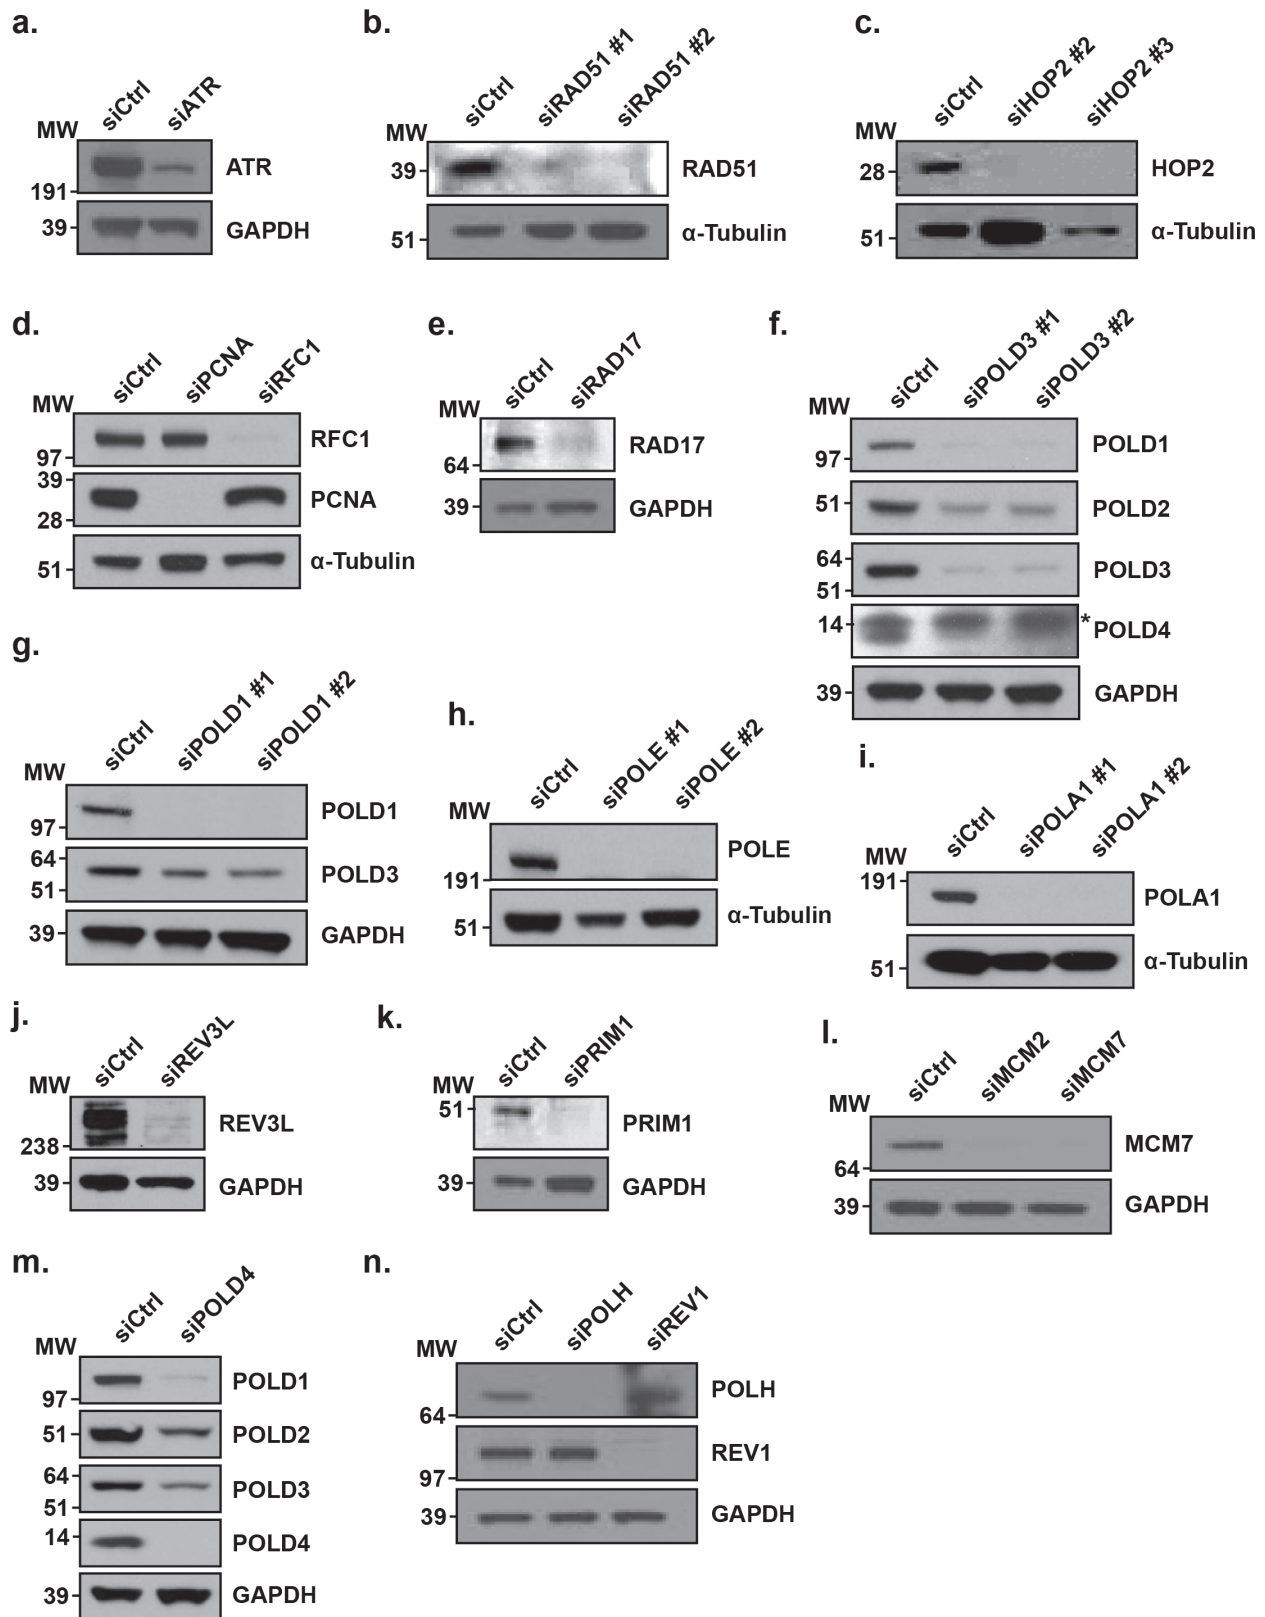 a.
siCtrl
siATR
MW
ATR
191
39
GAPDH
b.
siCtrl
siRAD51 #1
siRAD51 #2
MW
39
RAD51
51
α-Tubulin
c.
siCtrl
siHOP2 #2
siHOP2 #3
MW
28
HOP2
51
α-Tubulin
d.
siCtrl
siPCNA
siRFC1
MW
RFC1
97
39
PCNA
28
α-Tubulin
51
e.
siCtrl
siRAD17
MW
RAD17
64
39
GAPDH
f.
siCtrl
siPOLD3 #1
siPOLD3 #2
MW
POLD1
97
51
POLD2
64
POLD3
51
14
*
POLD4
39
GAPDH
g.
siCtrl
siPOLD1 #1
siPOLD1 #2
MW
POLD1
97
64
POLD3
51
39
GAPDH
h.
siCtrl
siPOLE #1
siPOLE #2
MW
POLE
191
α-Tubulin
51
i.
siCtrl
siPOLA1 #1
siPOLA1 #2
MW
191
POLA1
51
α-Tubulin
j.
siCtrl
siREV3L
MW
REV3L
238
39
GAPDH
k.
siCtrl
siPRIM1
MW
51
PRIM1
39
GAPDH
l.
siCtrl
siMCM2
siMCM7
MW
MCM7
64
39
GAPDH
m.
siCtrl
siPOLD4
MW
POLD1
97
51
POLD2
64
POLD3
51
14
POLD4
39
GAPDH
n.
siCtrl
siPOLH
siREV1
MW
POLH
64
REV1
97
39
GAPDH